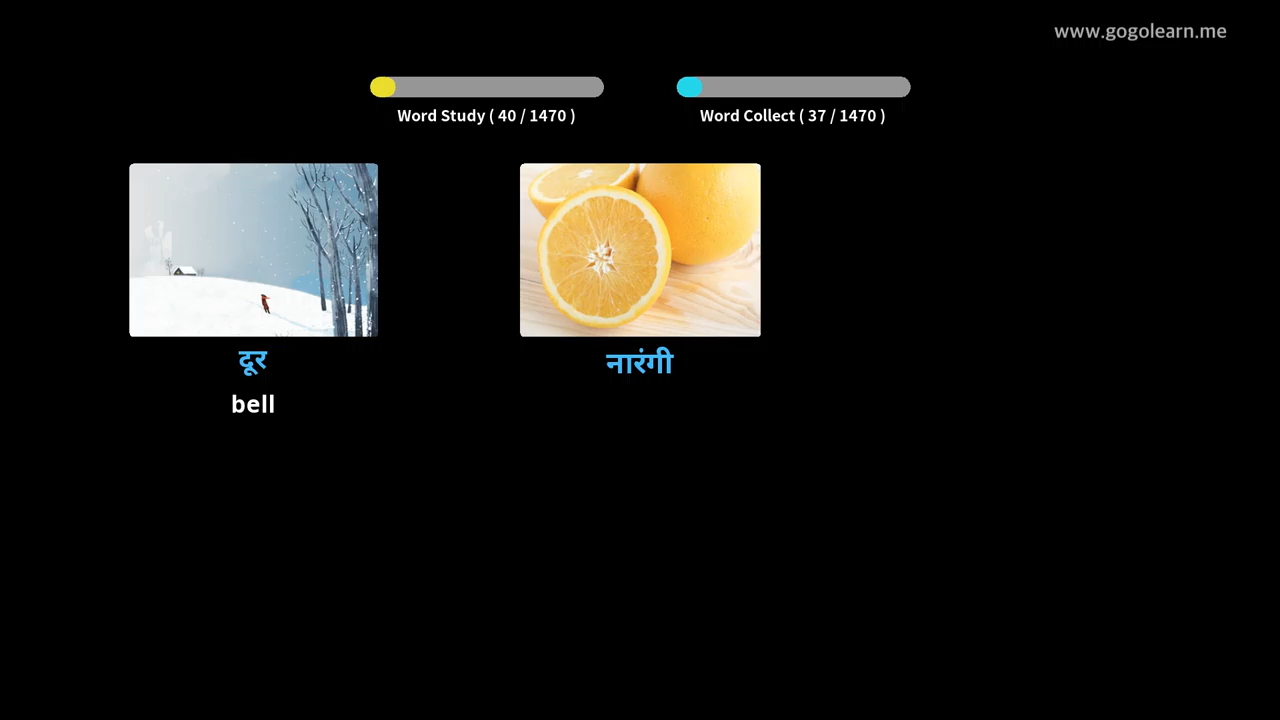 www.gogolearn.me
Word Study ( 40 / 1470 )
Word Collect ( 37 / 1470 )
दूर
नारंगी
bell